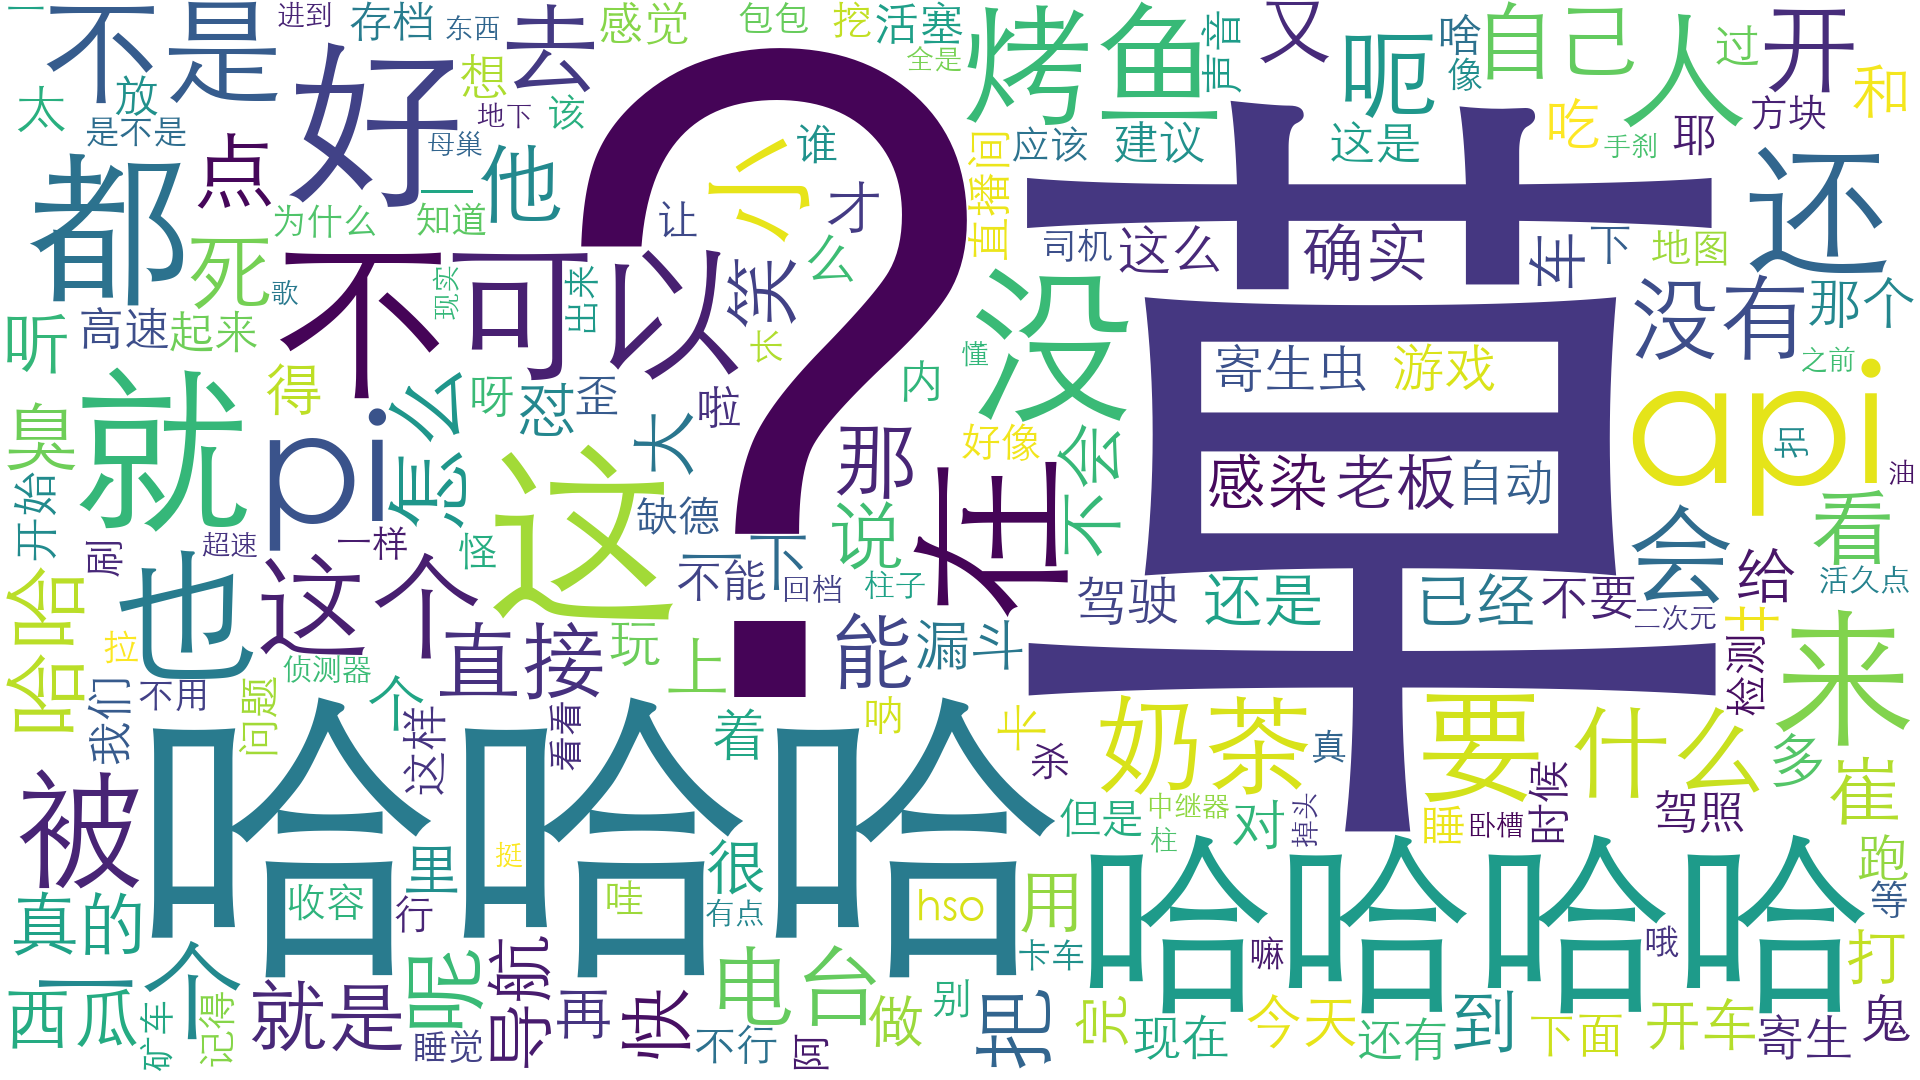 一
不是
进到
存档
东西
去
感觉
包包
挖
活塞
全是
烤鱼
声音
又
呃
啥
像
自己
人
过
开
和
太
放
是不是
好
想
地下
该
母巢
？
小
谁
直播间
应该
建议
草
这是
吃
手刹
耶
方块
都
点
一
他
为什么
知道
让
才
么
司机
这么
确实
车
下
地图
还
死
歌
不
可以
现实
出来
笑
长
懂
没
没有
那个
之前
听
高速
起来
得
怎么
呀
怼
歪
大
啦
内
好像
不会
寄生虫
游戏
api
扣
油
臭
就
pi
这
缺德
那
说
在
感染
老板
自动
看
开始
刷
超速
一样
怪
不能
下
回档
柱子
驾驶
还是
已经
不要
会
给
活久点
二次元
哈哈
也
这个
直接
玩
上
能
漏斗
检测
来
拉
侦测器
我们
不用
问题
个
这样
看看
着
呐
卡
杀
奶茶
真
要
什么
多
崔
被
哈哈哈
里
挺
很
但是
中继器
柱
对
掉头
睡
卧槽
时候
驾照
跑
真的
收容
行
哇
有点
hso
用
卡车
哈哈哈哈
嘛
哦
等
打
西瓜
一个
矿车
记得
就是
呢
睡觉
导航
再
快
电台
不行
阿
做
别
把
完
现在
今天
还有
到
下面
开车
寄生
鬼